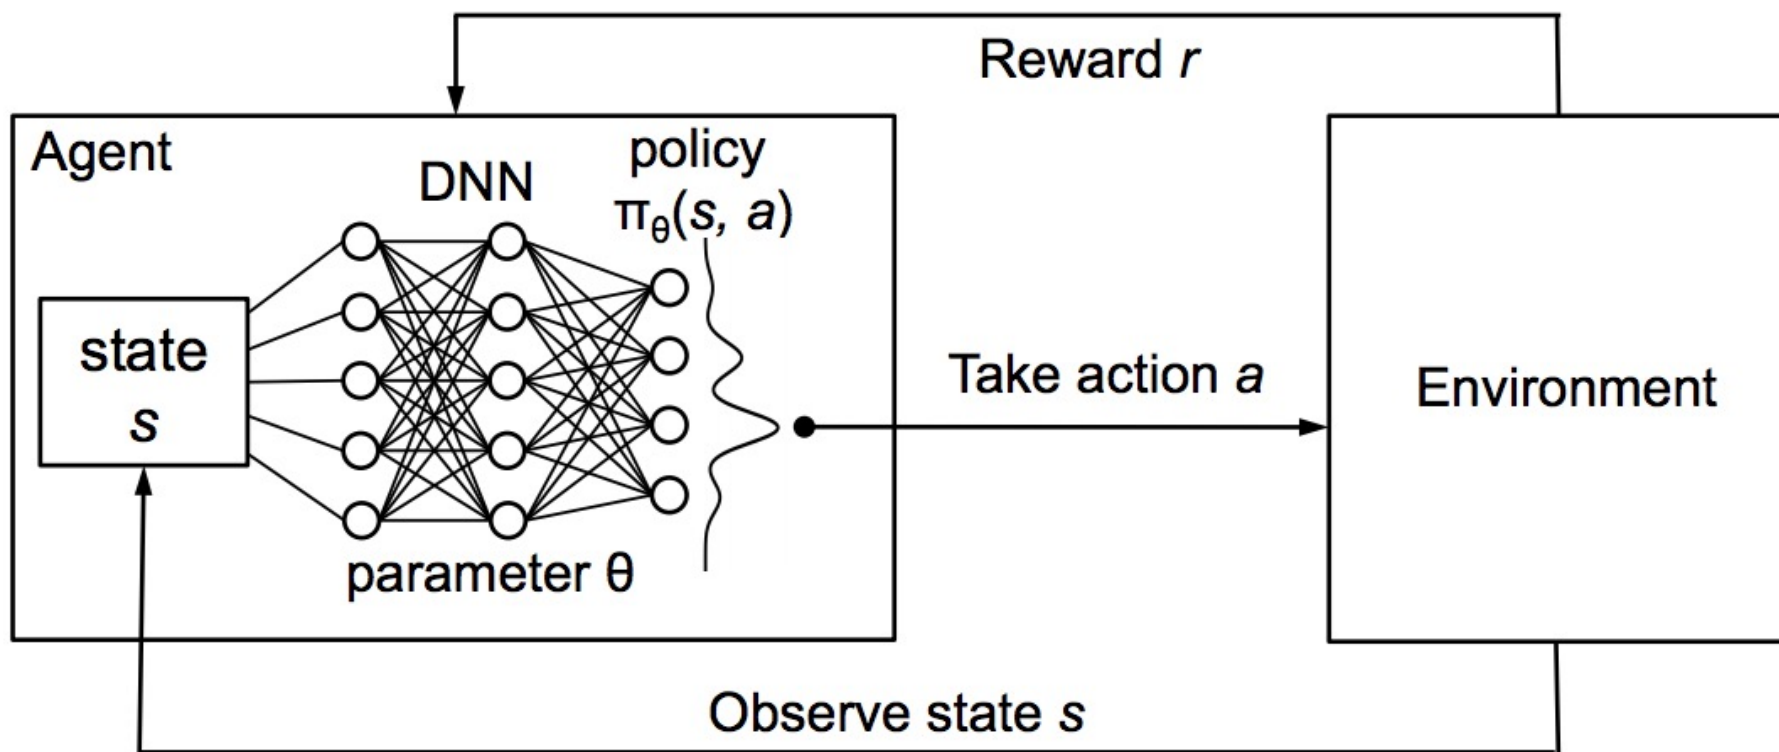 Reward r
Agent
DNN
policy
πθ(s, a)
state
s
parameter θ
Take action a
Environment
Observe state s